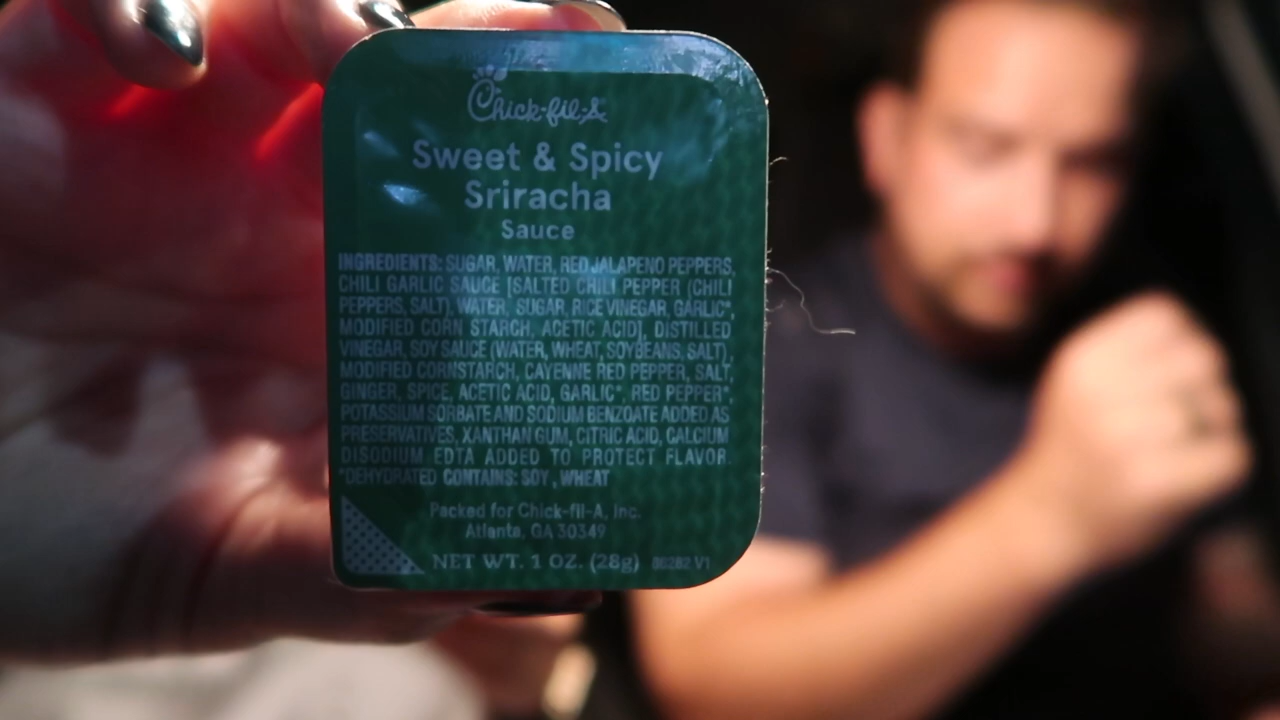 Chick-fil-A
Sweet & Spicy
Sriracha
Sauce
INGREDIENTS: SUGAR, WATER, RED JALAPENO PEPPERS,
CHILI GARLIC SAUCE [SALTED CHILI PEPPER (CHILI
PEPPERS, SALT), WATER, SUGAR, RICE VINEGAR, GARLIC*,
MODIFIED CORN STARCH, ACETIC ACID], DISTILLED
VINEGAR, SOY SAUCE (WATER, WHEAT, SOYBEANS, SALT),
MODIFIED CORNSTARCH, CAYENNE RED PEPPER, SALT,
GINGER, SPICE, ACETIC ACID, GARLIC*, RED PEPPER*,
POTASSIUM SORBATE AND SODIUM BENZOATE ADDED AS
PRESERVATIVES, XANTHAN GUM, CITRIC ACID, CALCIUM
DISODIUM EDTA ADDED TO PROTECT FLAVOR.
*DEHYDRATED CONTAINS: SOY, WHEAT
Packed for Chick-fil-A, Inc.
Atlanta, GA 30349
NET WT. 1 OZ. (28g) V1